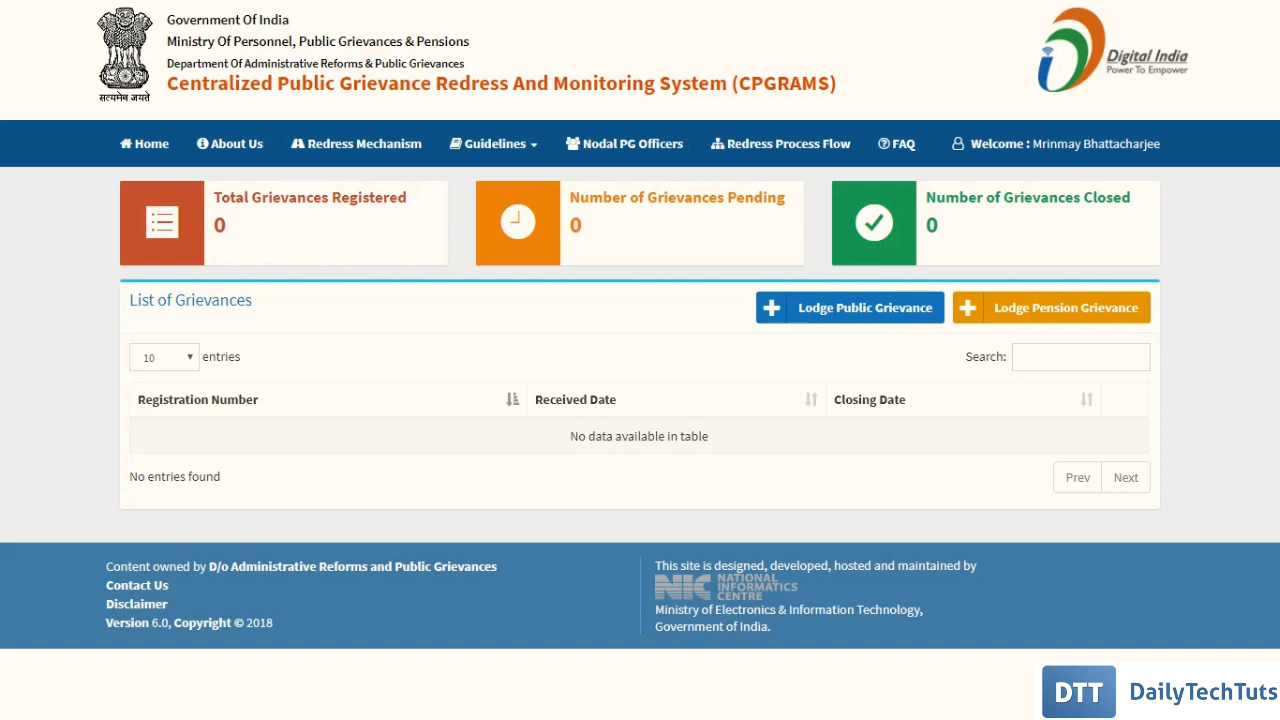 Government Of India
Ministry Of Personnel, Public Grievances & Pensions
Department Of Administrative Reforms & Public Grievances
Centralized Public Grievance Redress And Monitoring System (CPGRAMS)
सत्यमेव जयते
Digital India
Power To Empower
Home About Us Redress Mechanism Guidelines Nodal PG Officers Redress Process Flow FAQ Welcome : Mrinmay Bhattacharjee
Total Grievances Registered
0
Number of Grievances Pending
0
Number of Grievances Closed
0
List of Grievances
Lodge Public Grievance
Lodge Pension Grievance
10 entries
Search:
Registration Number Received Date Closing Date
No data available in table
No entries found
Prev Next
Content owned by D/o Administrative Reforms and Public Grievances
Contact Us
Disclaimer
Version 6.0, Copyright © 2018
This site is designed, developed, hosted and maintained by
NIC NATIONAL
INFORMATICS
CENTRE
Ministry of Electronics & Information Technology,
Government of India.
DTT DailyTechTuts